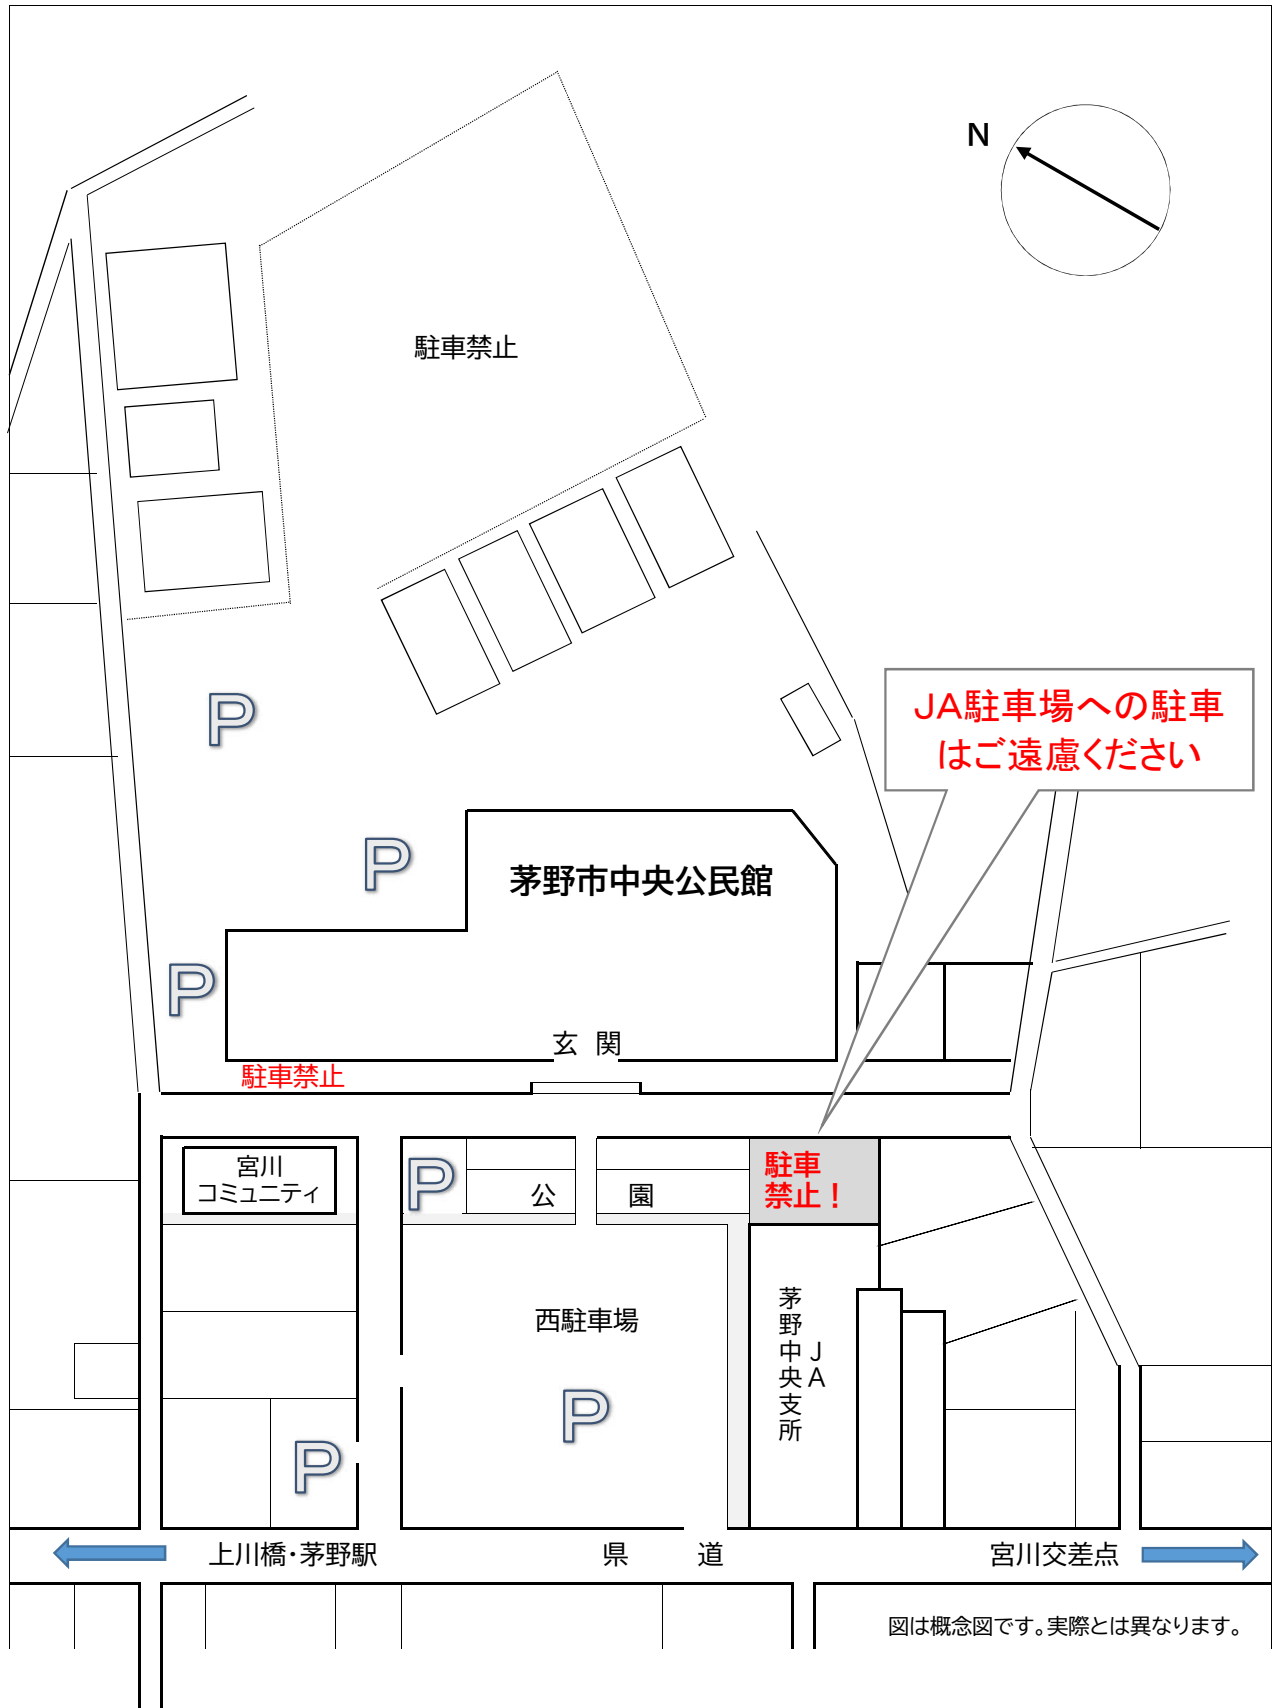 N
駐車禁止
P
JA駐車場への駐車
はご遠慮ください
P
茅野市中央公民館
P
玄 関
駐車禁止
宮川
コミュニティ
P
公 園
駐車
禁止！
西駐車場
P
JA
茅野中央支所
P
上川橋・茅野駅
県 道
宮川交差点
図は概念図です。実際とは異なります。